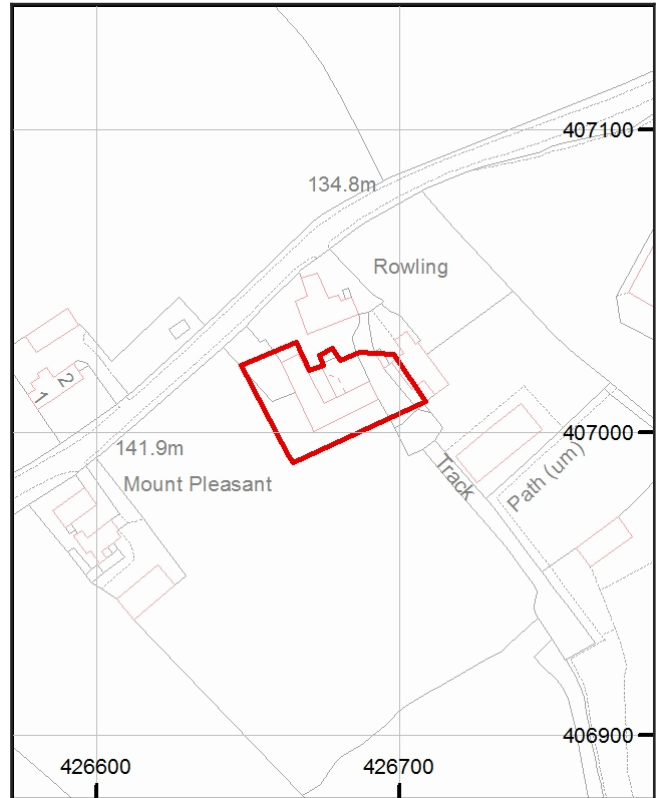 407100
134.8m
Rowling
2
1
407000
141.9m
Mount Pleasant
Track
Path (um)
406900
426600
426700